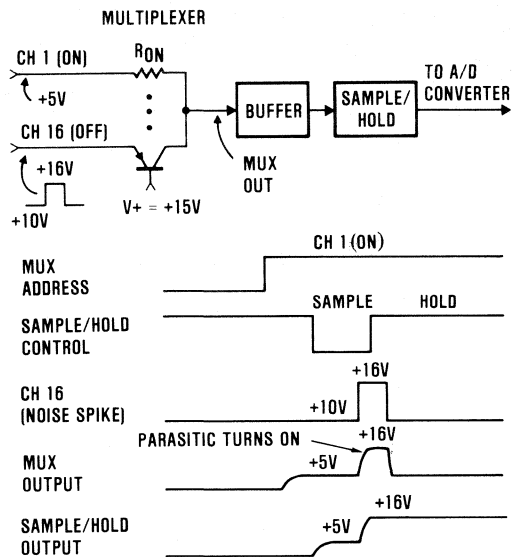 MULTIPLEXER
CH 1 (ON)
RON
+5V
CH 16 (OFF)
+16V
+10V
V+ = +15V
MUX
OUT
BUFFER
SAMPLE/
HOLD
TO A/D
CONVERTER
MUX
ADDRESS
CH 1 (ON)
SAMPLE
HOLD
SAMPLE/HOLD
CONTROL
CH 16
(NOISE SPIKE)
+10V
+16V
PARASITIC TURNS ON
+16V
MUX
OUTPUT
+5V
SAMPLE/HOLD
OUTPUT
+5V
+16V